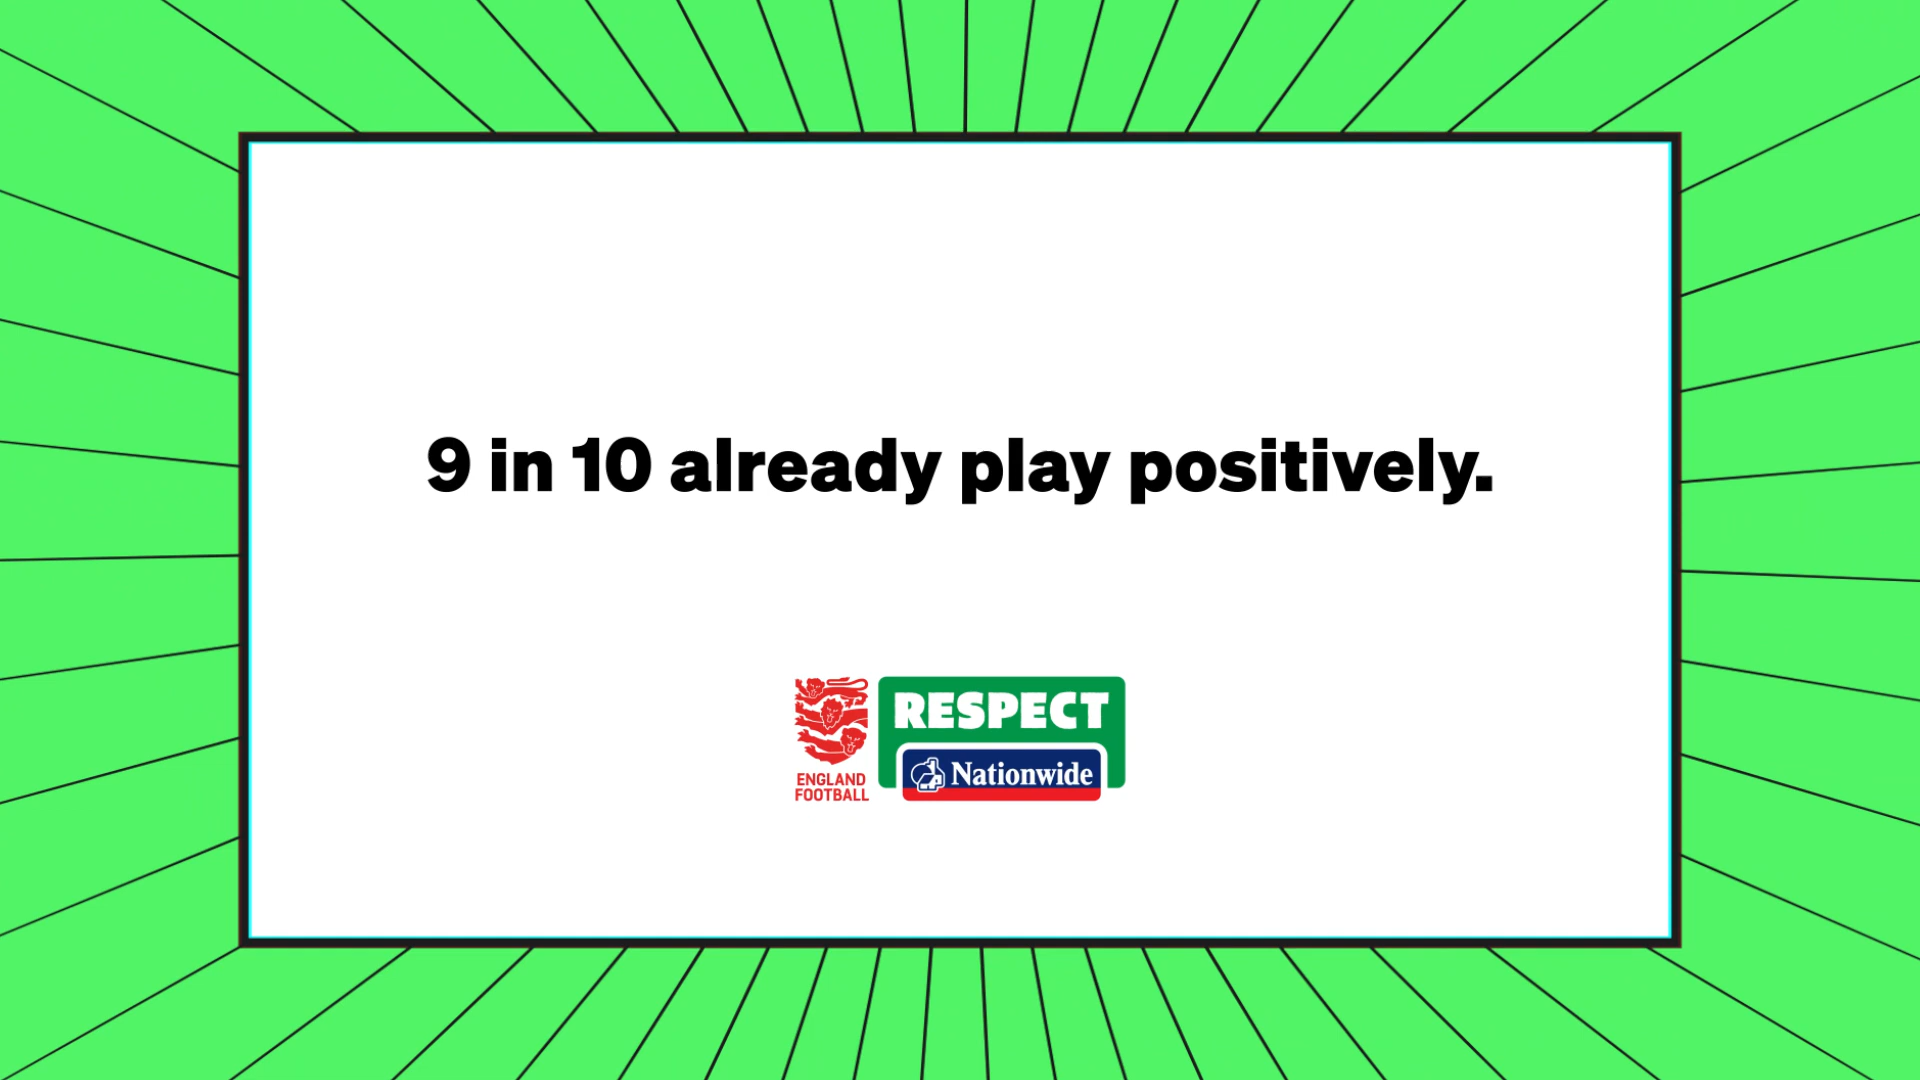 9 in 10 already play positively.
RESPECT
Nationwide
ENGLAND
FOOTBALL